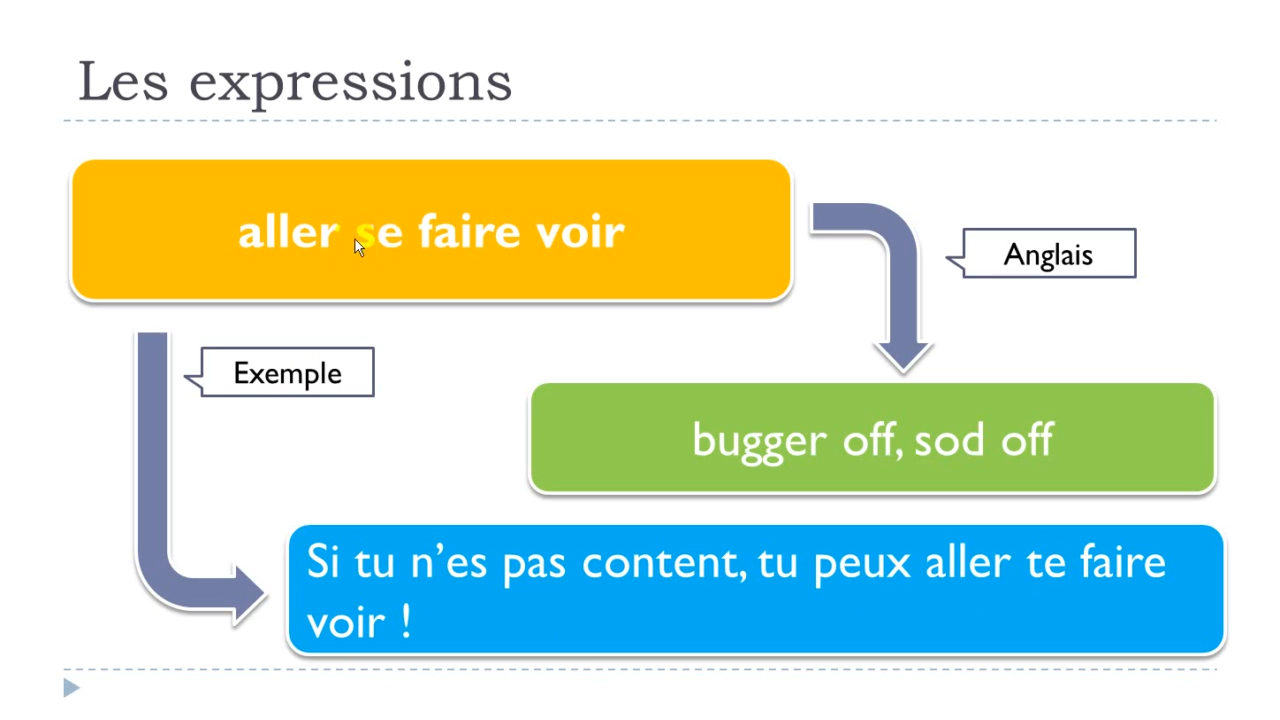 Les expressions
aller se faire voir
Anglais
Exemple
bugger off, sod off
Si tu n’es pas content, tu peux aller te faire
voir !